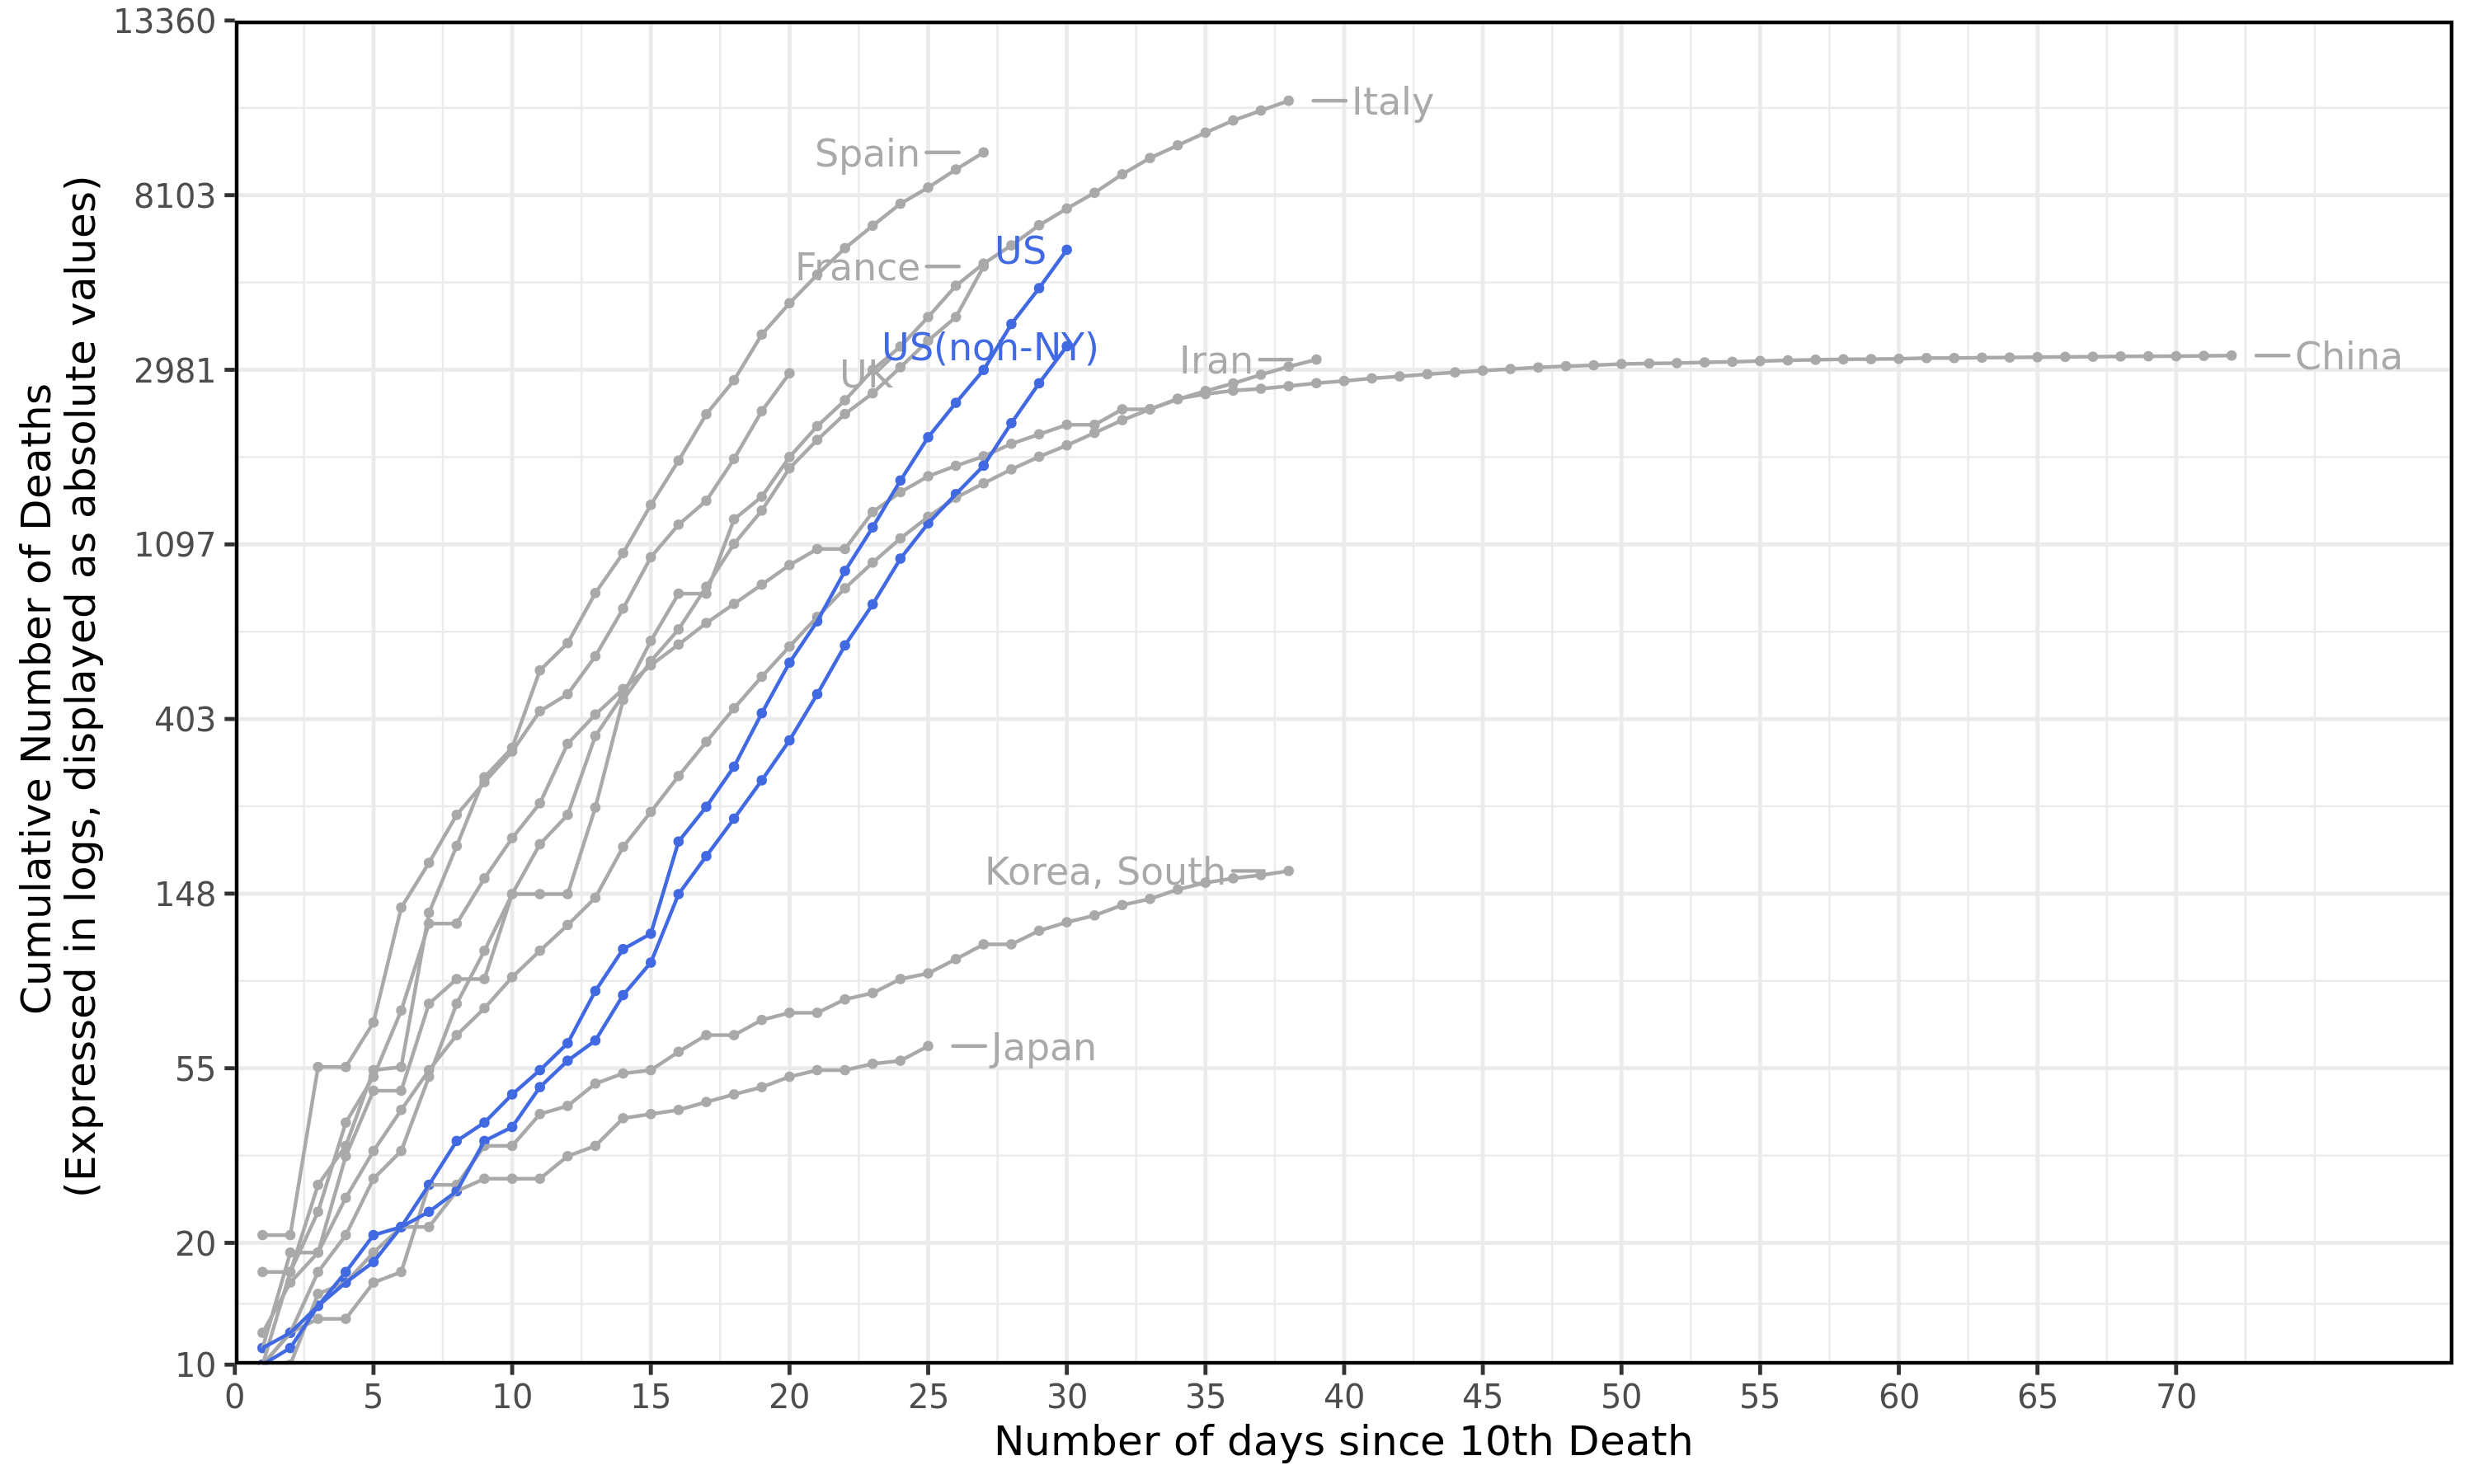 Cumulative Number of Deaths
(Expressed in logs, displayed as absolute values)
13360
8103
2981
1097
403
148
55
20
10
Italy
Spain
US
France
US(non-NY)
UK
Iran
China
Korea, South
Japan
0 5 10 15 20 25 30 35 40 45 50 55 60 65 70
Number of days since 10th Death